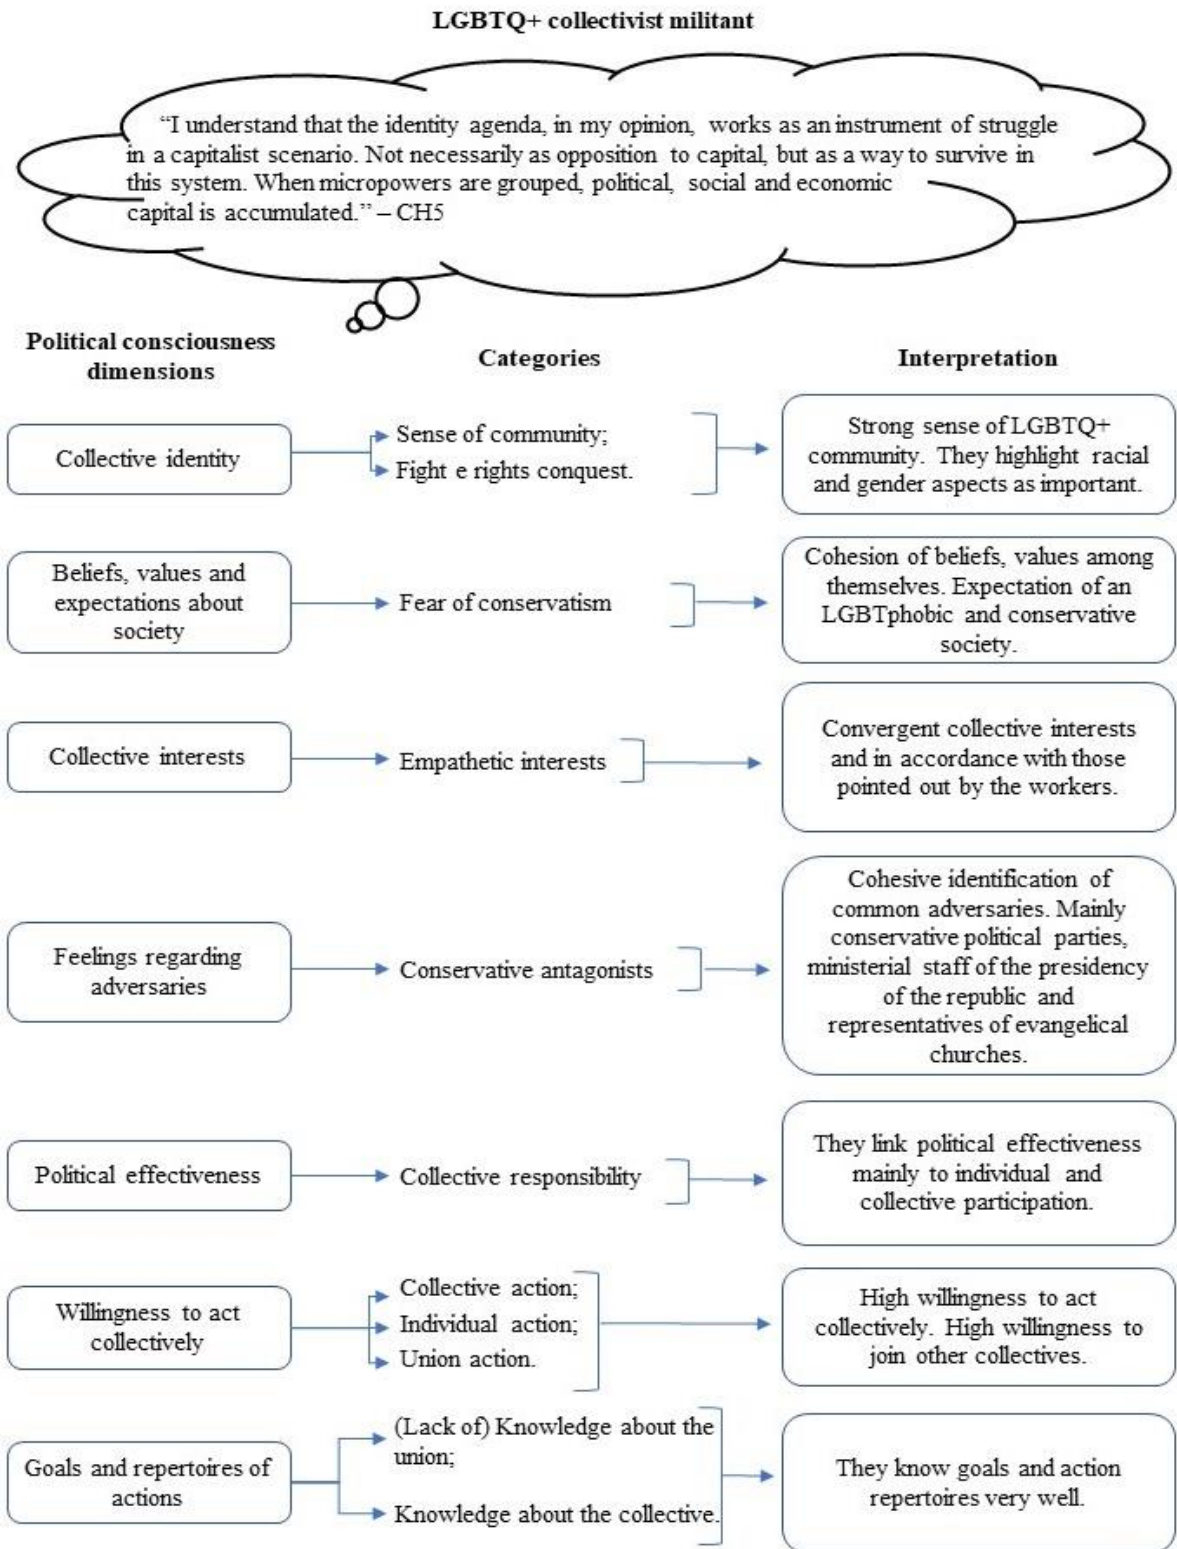 LGBTQ+ collectivist militant
“I understand that the identity agenda, in my opinion, works as an instrument of struggle
in a capitalist scenario. Not necessarily as opposition to capital, but as a way to survive in
this system. When micropowers are grouped, political, social and economic
capital is accumulated.” – CH5
Political consciousness
dimensions
Categories
Interpretation
Collective identity
Sense of community;
Fight e rights conquest.
Strong sense of LGBTQ+
community. They highlight racial
and gender aspects as important.
Beliefs, values and
expectations about
society
Fear of conservatism
Cohesion of beliefs, values among
themselves. Expectation of an
LGBTphobic and conservative
society.
Collective interests
Empathetic interests
Convergent collective interests
and in accordance with those
pointed out by the workers.
Feelings regarding
adversaries
Conservative antagonists
Cohesive identification of
common adversaries. Mainly
conservative political parties,
ministerial staff of the presidency
of the republic and
representatives of evangelical
churches.
Political effectiveness
Collective responsibility
They link political effectiveness
mainly to individual and
collective participation.
Willingness to act
collectively
Collective action;
Individual action;
Union action.
High willingness to act
collectively. High willingness to
join other collectives.
Goals and repertoires of
actions
(Lack of) Knowledge about the
union;
Knowledge about the collective.
They know goals and action
repertoires very well.